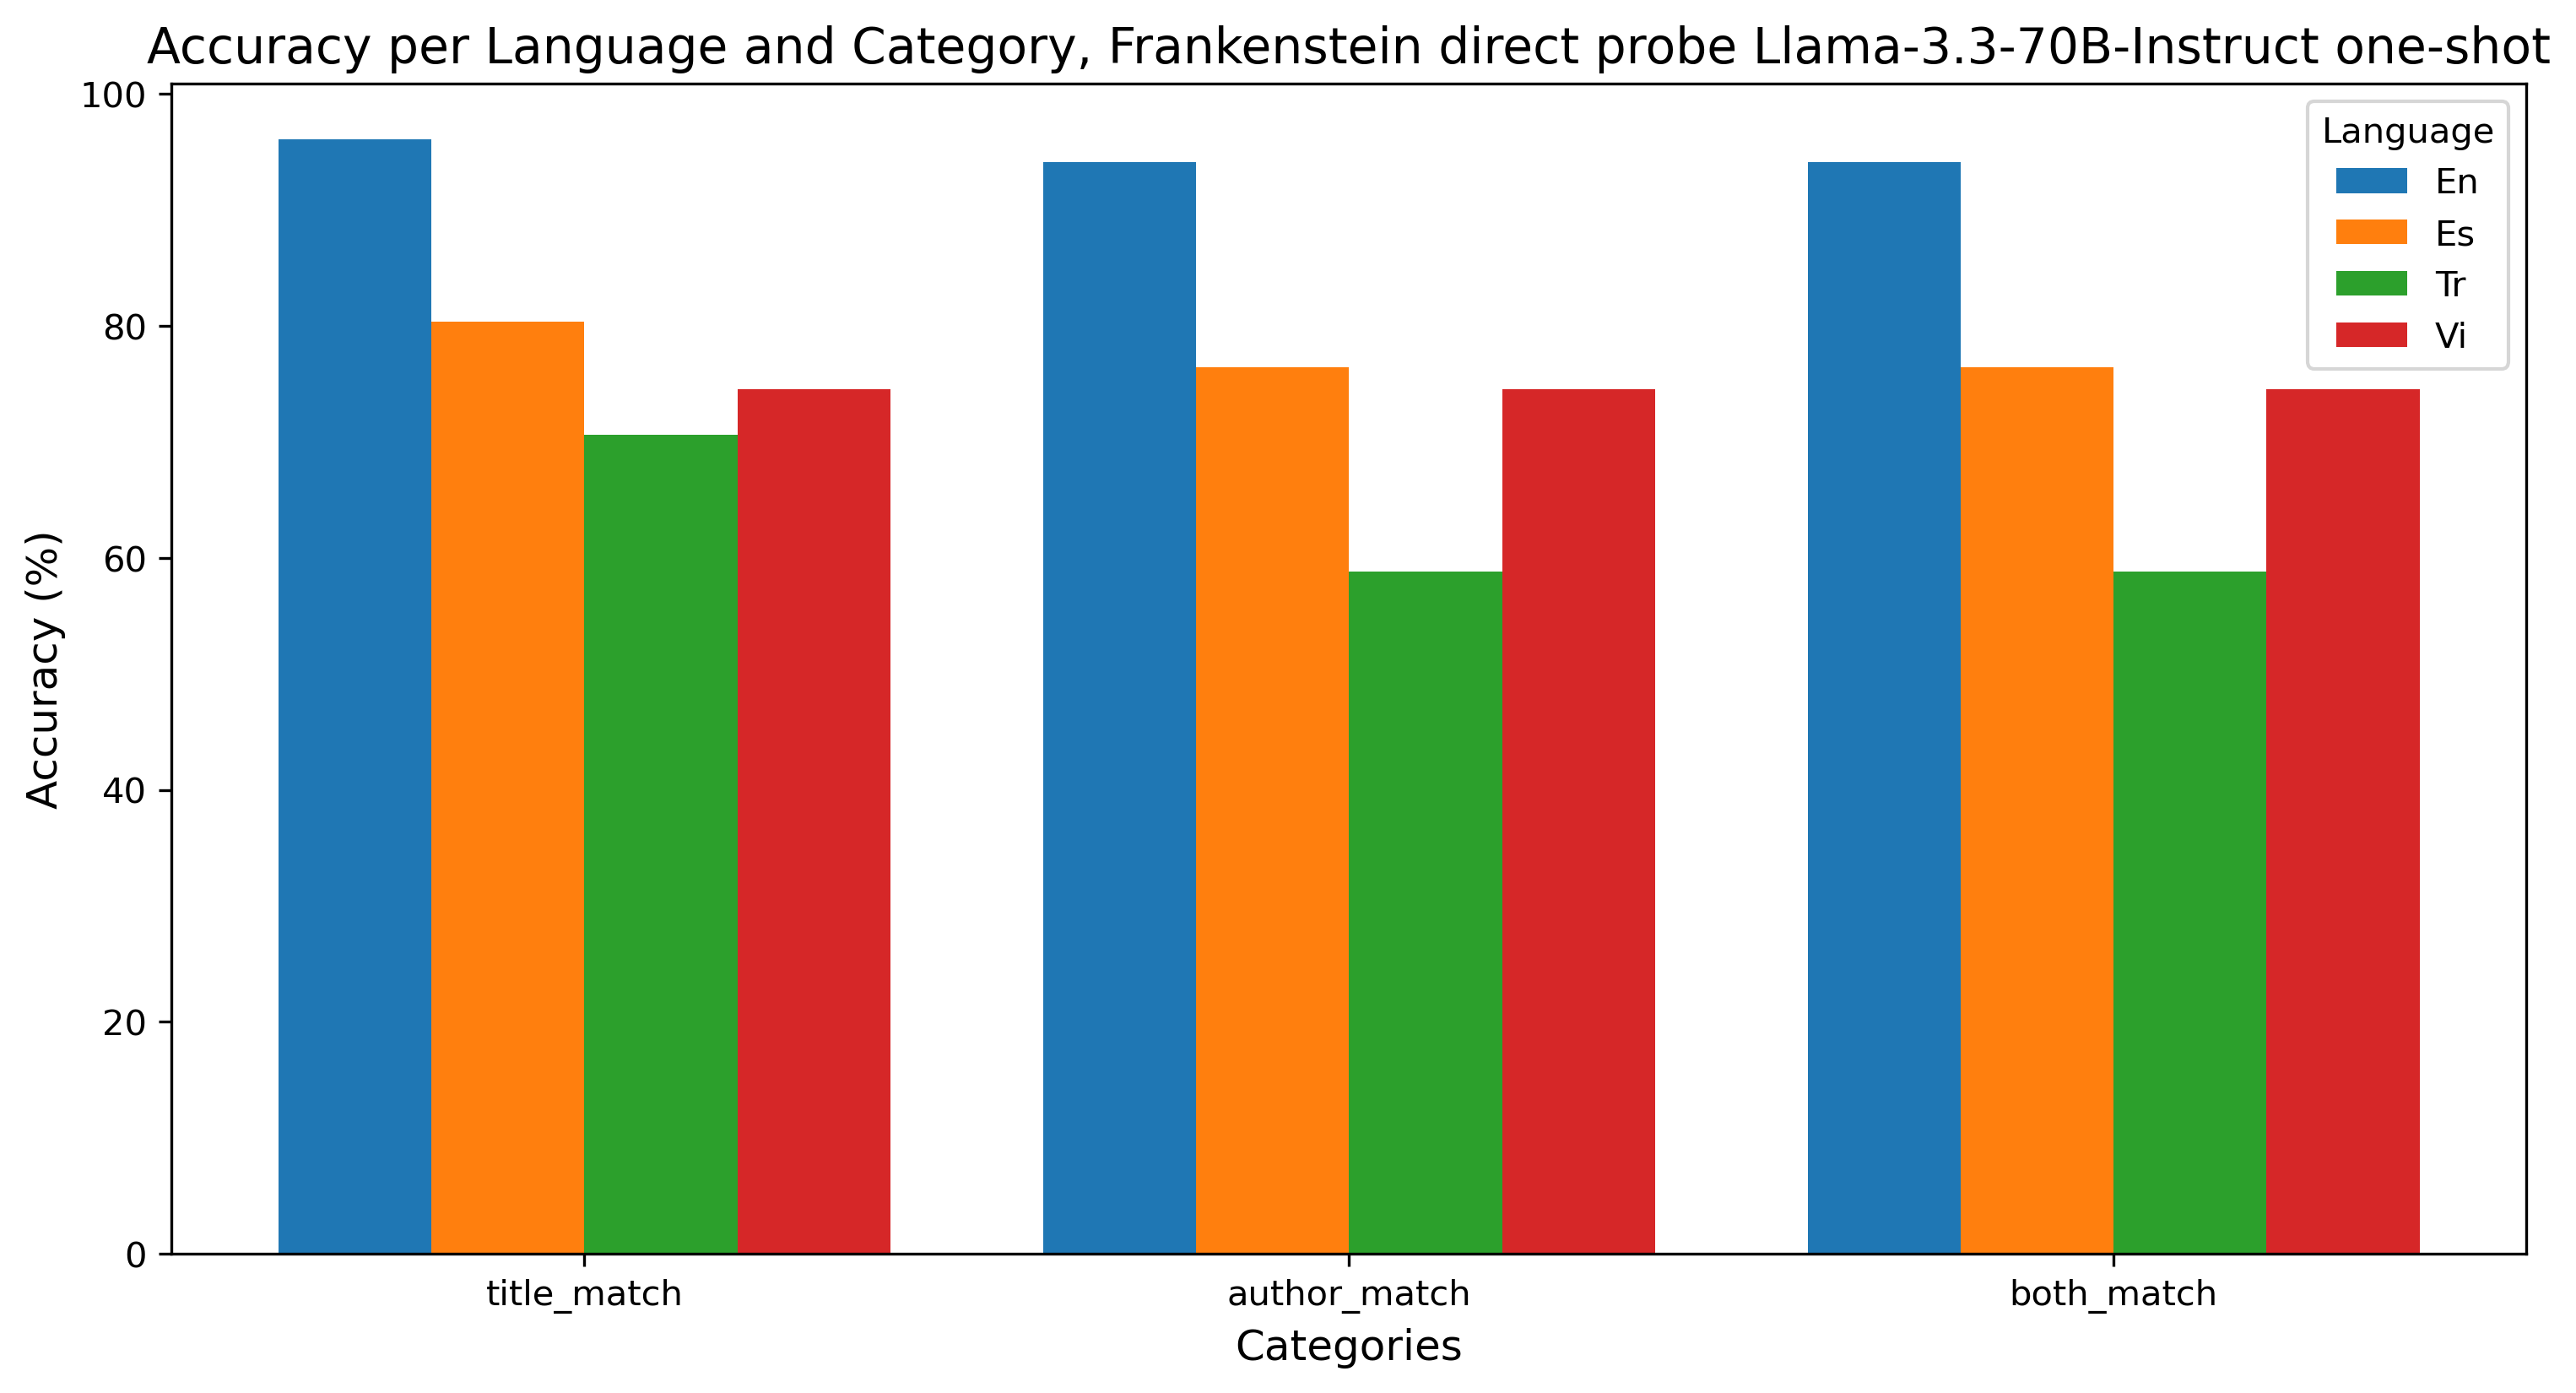 Accuracy per Language and Category, Frankenstein direct probe Llama-3.3-70B-Instruct one-shot
Accuracy (%)
100
80
60
40
20
0
Language
En
Es
Tr
Vi
title_match
author_match
both_match
Categories